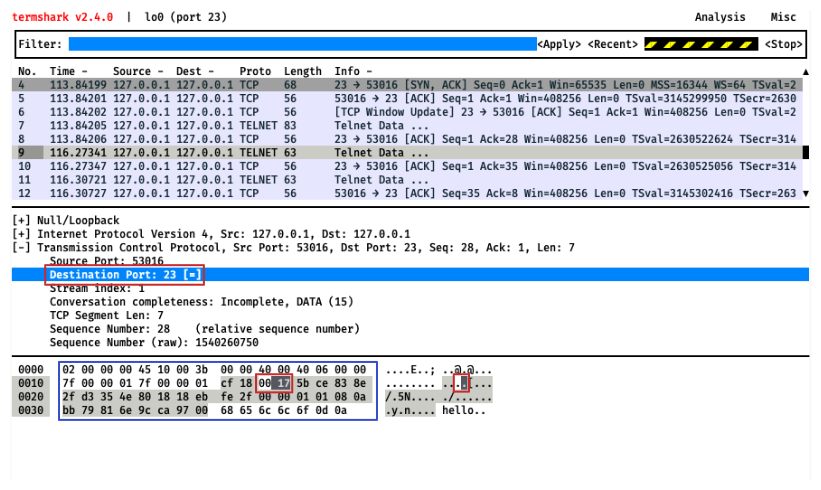 termshark v2.4.0 | lo0 (port 23) Analysis Misc
Filter: <Apply> <Recent> <Stop>
No. Time - Source - Dest - Proto Length Info -
4 113.84199 127.0.0.1 127.0.0.1 TCP 68 23 → 53016 [SYN, ACK] Seq=0 Ack=1 Win=65535 Len=0 MSS=16344 WS=64 TSval=2
5 113.84201 127.0.0.1 127.0.0.1 TCP 56 53016 → 23 [ACK] Seq=1 Ack=1 Win=408256 Len=0 TSval=3145299950 TSecr=2630
6 113.84202 127.0.0.1 127.0.0.1 TCP 56 [TCP Window Update] 23 → 53016 [ACK] Seq=1 Ack=1 Win=408256 Len=0 TSval=2
7 113.84205 127.0.0.1 127.0.0.1 TELNET 83 Telnet Data ...
8 113.84206 127.0.0.1 127.0.0.1 TCP 56 23 → 53016 [ACK] Seq=1 Ack=28 Win=408256 Len=0 TSval=2630522624 TSecr=314
9 116.27341 127.0.0.1 127.0.0.1 TELNET 63 Telnet Data ...
10 116.27347 127.0.0.1 127.0.0.1 TCP 56 23 → 53016 [ACK] Seq=1 Ack=35 Win=408256 Len=0 TSval=2630525056 TSecr=314
11 116.30721 127.0.0.1 127.0.0.1 TELNET 63 Telnet Data ...
12 116.30727 127.0.0.1 127.0.0.1 TCP 56 53016 → 23 [ACK] Seq=35 Ack=8 Win=408256 Len=0 TSval=3145302416 TSecr=263
[+] Null/Loopback
[+] Internet Protocol Version 4, Src: 127.0.0.1, Dst: 127.0.0.1
[-] Transmission Control Protocol, Src Port: 53016, Dst Port: 23, Seq: 28, Ack: 1, Len: 7
Source Port: 53016
Destination Port: 23 [=]
Stream index: 1
Conversation completeness: Incomplete, DATA (15)
TCP Segment Len: 7
Sequence Number: 28 (relative sequence number)
Sequence Number (raw): 1540260750
0000 02 00 00 00 45 10 00 3b 00 00 40 00 40 06 00 00 ....E..; ..@.@...
0010 7f 00 00 01 7f 00 00 01 cf 18 00 17 5b ce 83 8e ........ ....[...
0020 2f d3 35 4e 80 18 18 eb fe 2f 00 00 01 01 08 0a /.5N.... ./......
0030 bb 79 81 6e 9c ca 97 00 68 65 6c 6c 6f 0d 0a .y.n.... hello..